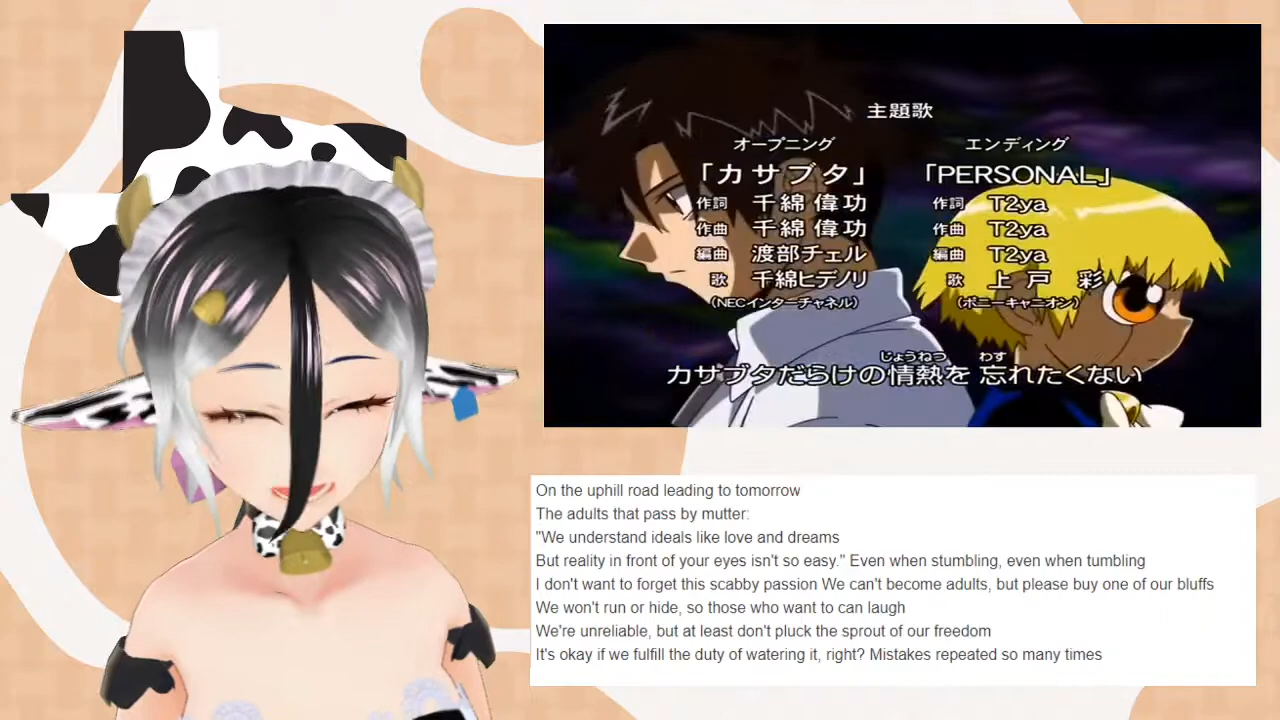 主題歌
オープニング
「カサブタ」
作詞 千綿偉功
作曲 千綿偉功
編曲 渡部チェル
歌 千綿ヒデノリ
(NECインターチャネル)
エンディング
「PERSONAL」
作詞 T2ya
作曲 T2ya
編曲 T2ya
歌 上戸 彩
(ポニーキャニオン)
じょうねつ わす
カサブタだらけの情熱を 忘れたくない
On the uphill road leading to tomorrow
The adults that pass by mutter:
"We understand ideals like love and dreams
But reality in front of your eyes isn't so easy." Even when stumbling, even when tumbling
I don't want to forget this scabby passion We can't become adults, but please buy one of our bluffs
We won't run or hide, so those who want to can laugh
We're unreliable, but at least don't pluck the sprout of our freedom
It's okay if we fulfill the duty of watering it, right? Mistakes repeated so many times